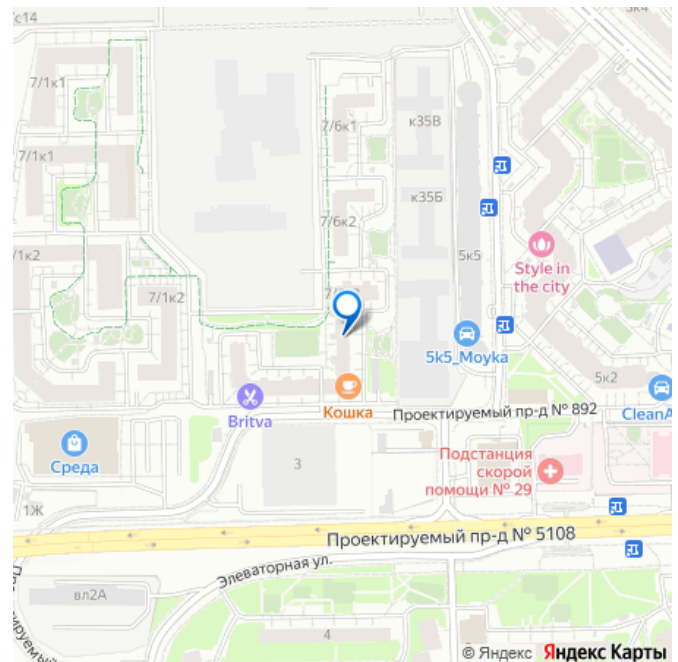 с14
7/1к1
3к4
7/6к1
к35В
7/1к1
к35Б
7/6к2
1к2
5к5
Style in
the city
7/1к2
5k5_Moyka
5к2
Britva
Кошка
Проектируемый пр-д № 892
CleanA
Среда
3
Подстанция
скорой
помощи № 29
1Ж
Проектируемый пр-д № 5108
Элеваторная ул.
вл2А
4
© Яндекс Яндекс Карты